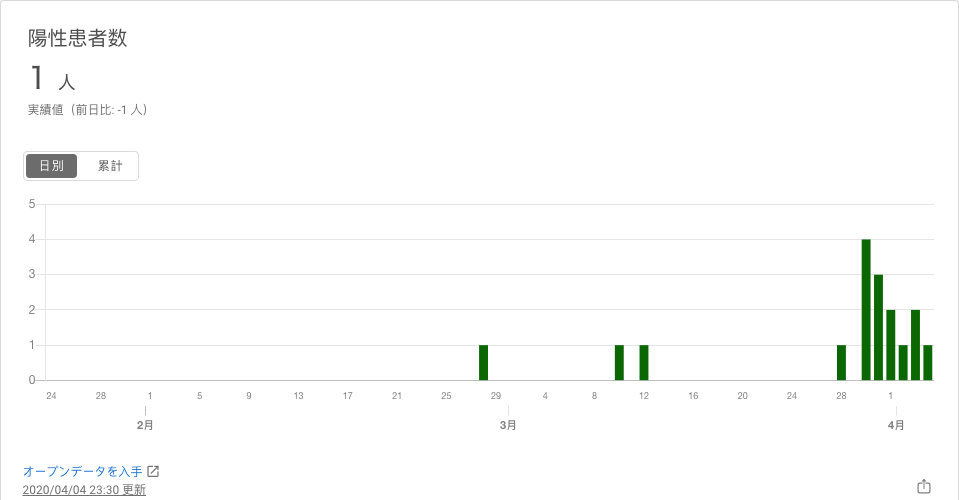 陽性患者数
1 人
実績値（前日比: -1 人）
日別 累計
5
4
3
2
1
0
24 28 1 5 9 13 17 21 25 29 4 8 12 16 20 24 28 1
2月 3月 4月
オープンデータを入手
2020/04/04 23:30 更新